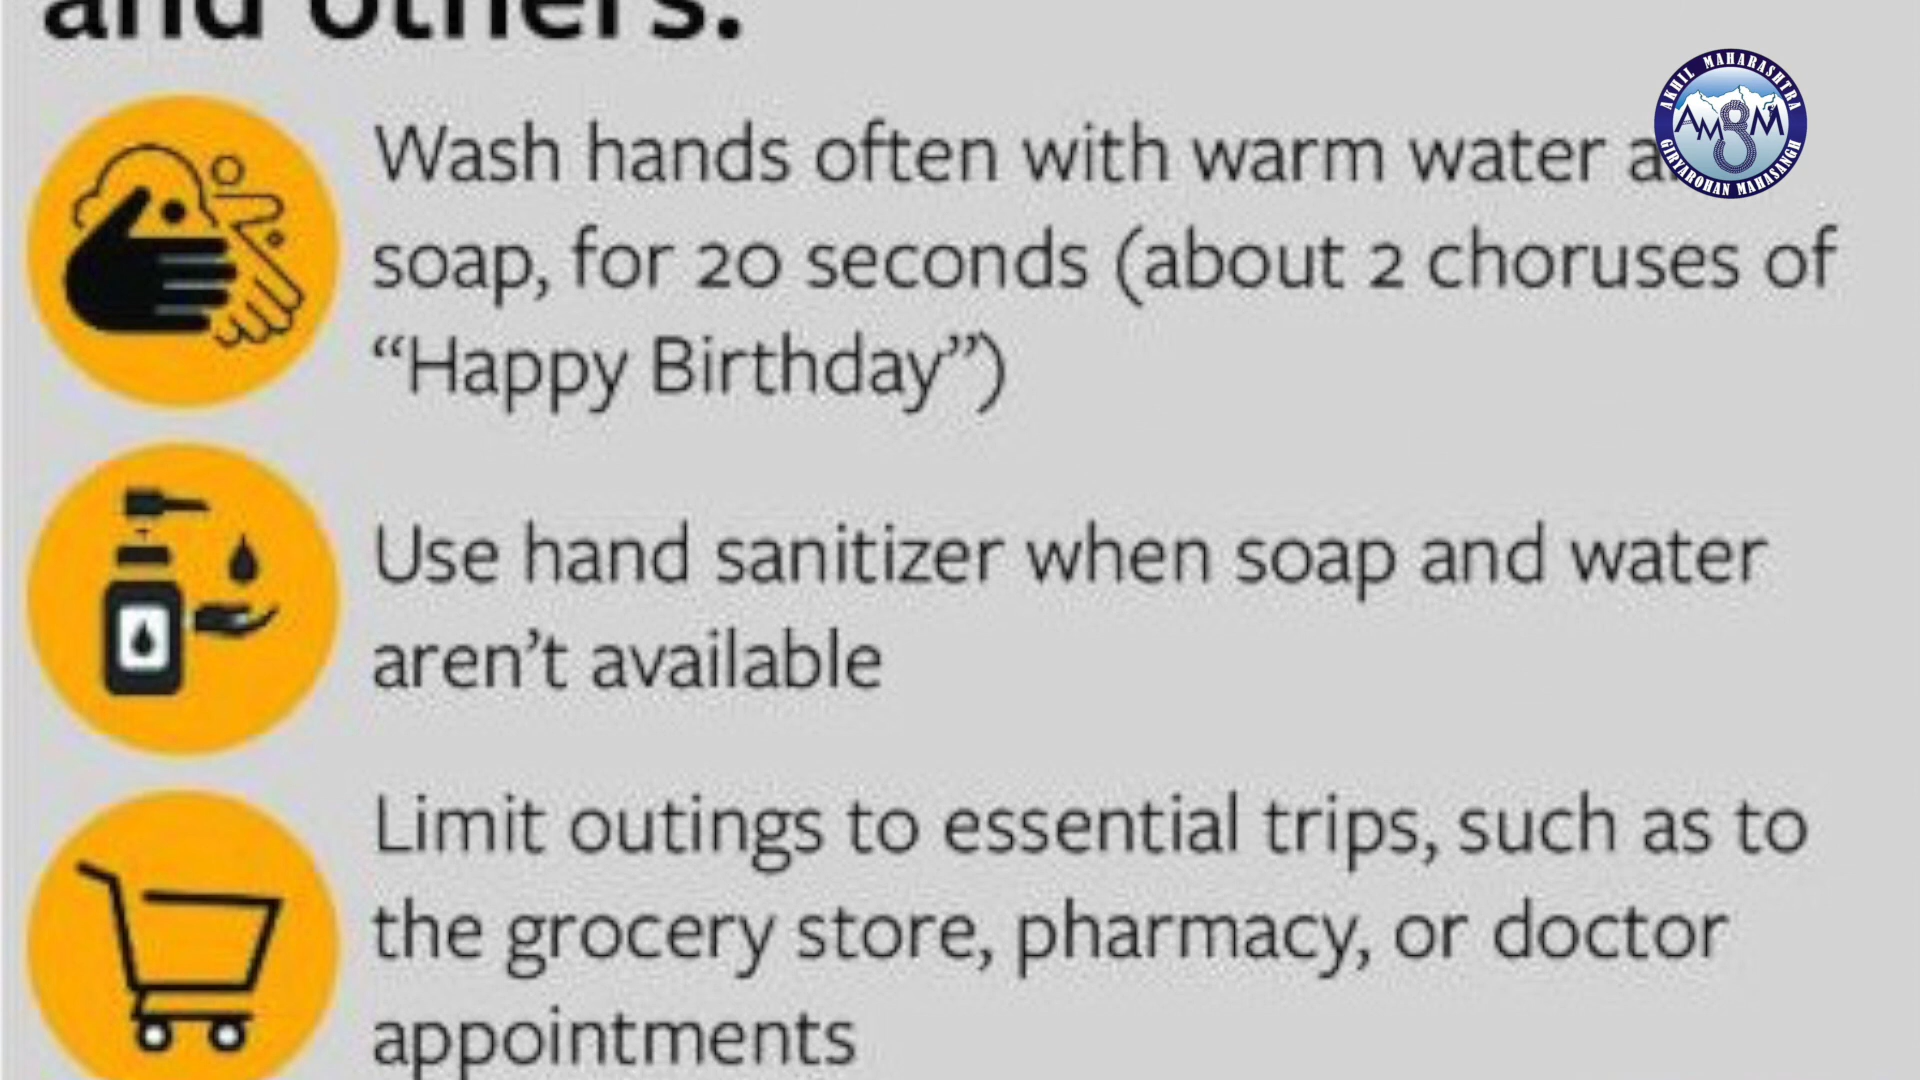 and others.
Wash hands often with warm water
soap, for 20 seconds (about 2 choruses of
“Happy Birthday”)
Use hand sanitizer when soap and water
aren’t available
Limit outings to essential trips, such as to
the grocery store, pharmacy, or doctor
appointments
AKHIL MAHARASHTRA
AMGM
GIRYAROHAN MAHASANGH